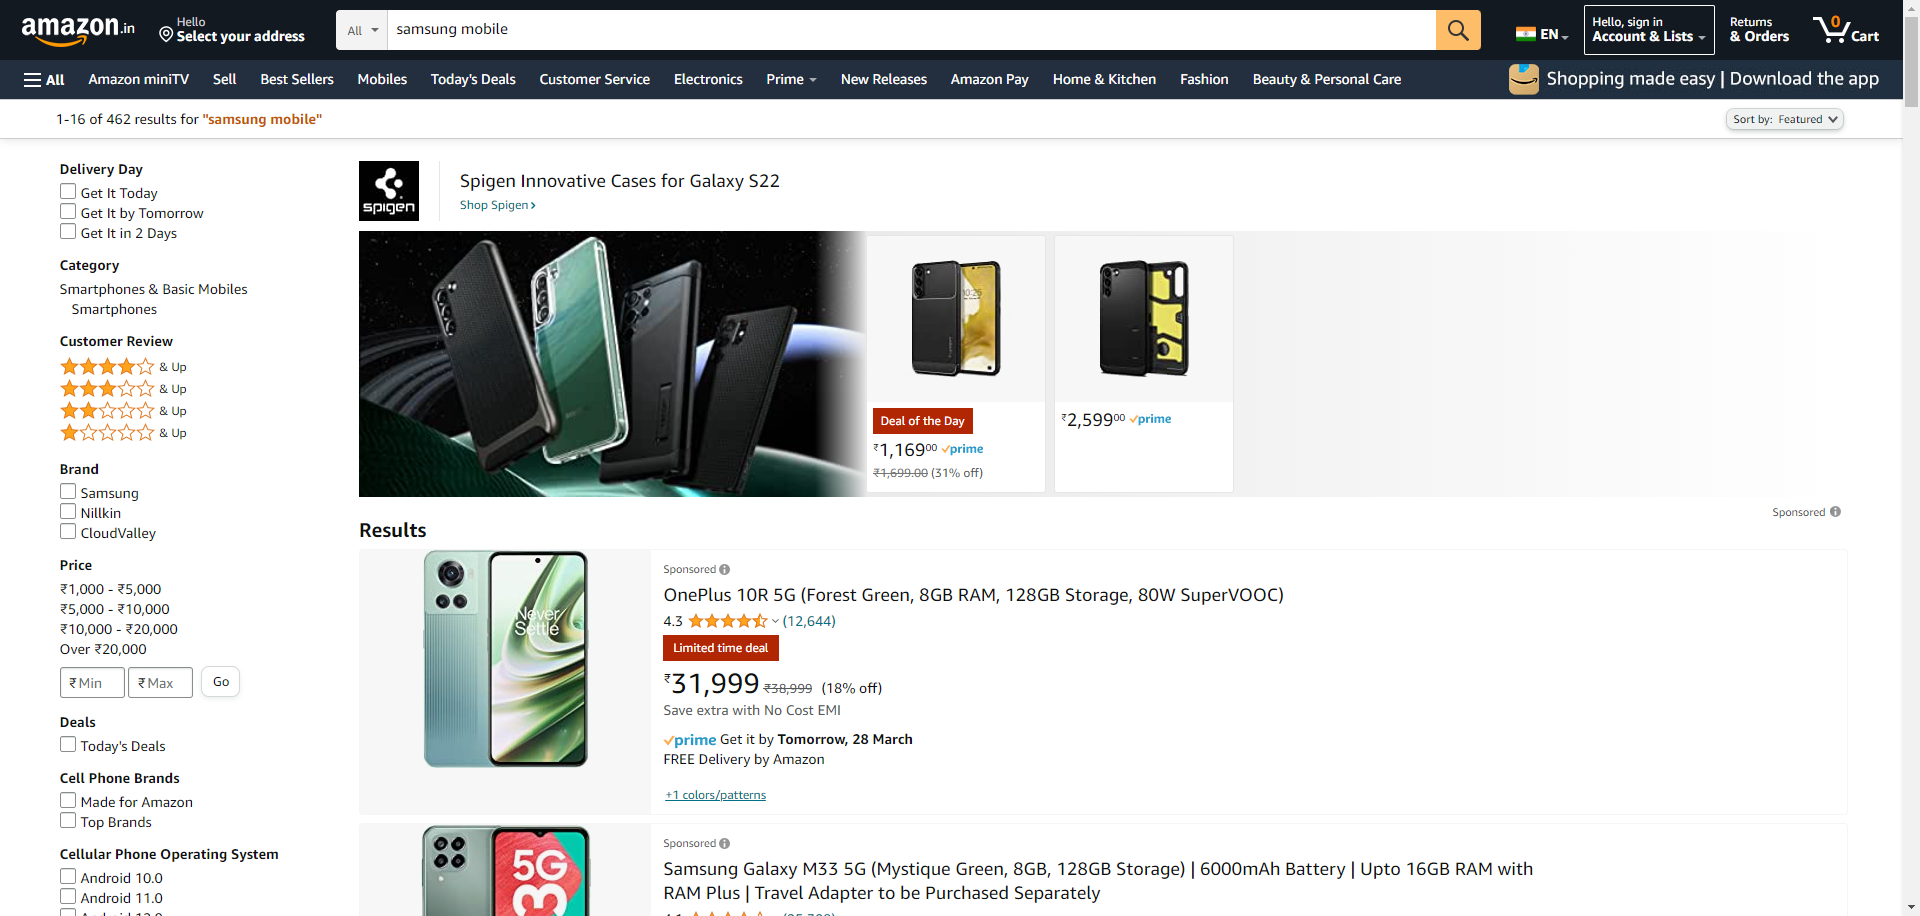 amazon.in
Hello
Select your address
All
samsung mobile
EN
Hello, sign in
Account & Lists
Returns
& Orders
0
Cart
All
Amazon miniTV
Sell
Best Sellers
Mobiles
Today's Deals
Customer Service
Electronics
Prime
New Releases
Amazon Pay
Home & Kitchen
Fashion
Beauty & Personal Care
Shopping made easy | Download the app
1-16 of 462 results for "samsung mobile"
Sort by: Featured
Delivery Day
Get It Today
Get It by Tomorrow
Get It in 2 Days
Category
Smartphones & Basic Mobiles
Smartphones
Customer Review
& Up
& Up
& Up
& Up
Brand
Samsung
Nillkin
CloudValley
Price
₹1,000 - ₹5,000
₹5,000 - ₹10,000
₹10,000 - ₹20,000
Over ₹20,000
₹ Min
₹ Max
Go
Deals
Today's Deals
Cell Phone Brands
Made for Amazon
Top Brands
Cellular Phone Operating System
Android 10.0
Android 11.0
Android 12.0
spigen
Spigen Innovative Cases for Galaxy S22
Shop Spigen
Deal of the Day
₹1,16900 prime
₹1,699.00 (31% off)
₹2,59900 prime
Sponsored
Results
Never
Settle
Sponsored
OnePlus 10R 5G (Forest Green, 8GB RAM, 128GB Storage, 80W SuperVOOC)
4.3 (12,644)
Limited time deal
₹31,999 ₹38,999 (18% off)
Save extra with No Cost EMI
prime Get it by Tomorrow, 28 March
FREE Delivery by Amazon
+1 colors/patterns
5G
Sponsored
Samsung Galaxy M33 5G (Mystique Green, 8GB, 128GB Storage) | 6000mAh Battery | Upto 16GB RAM with
RAM Plus | Travel Adapter to be Purchased Separately